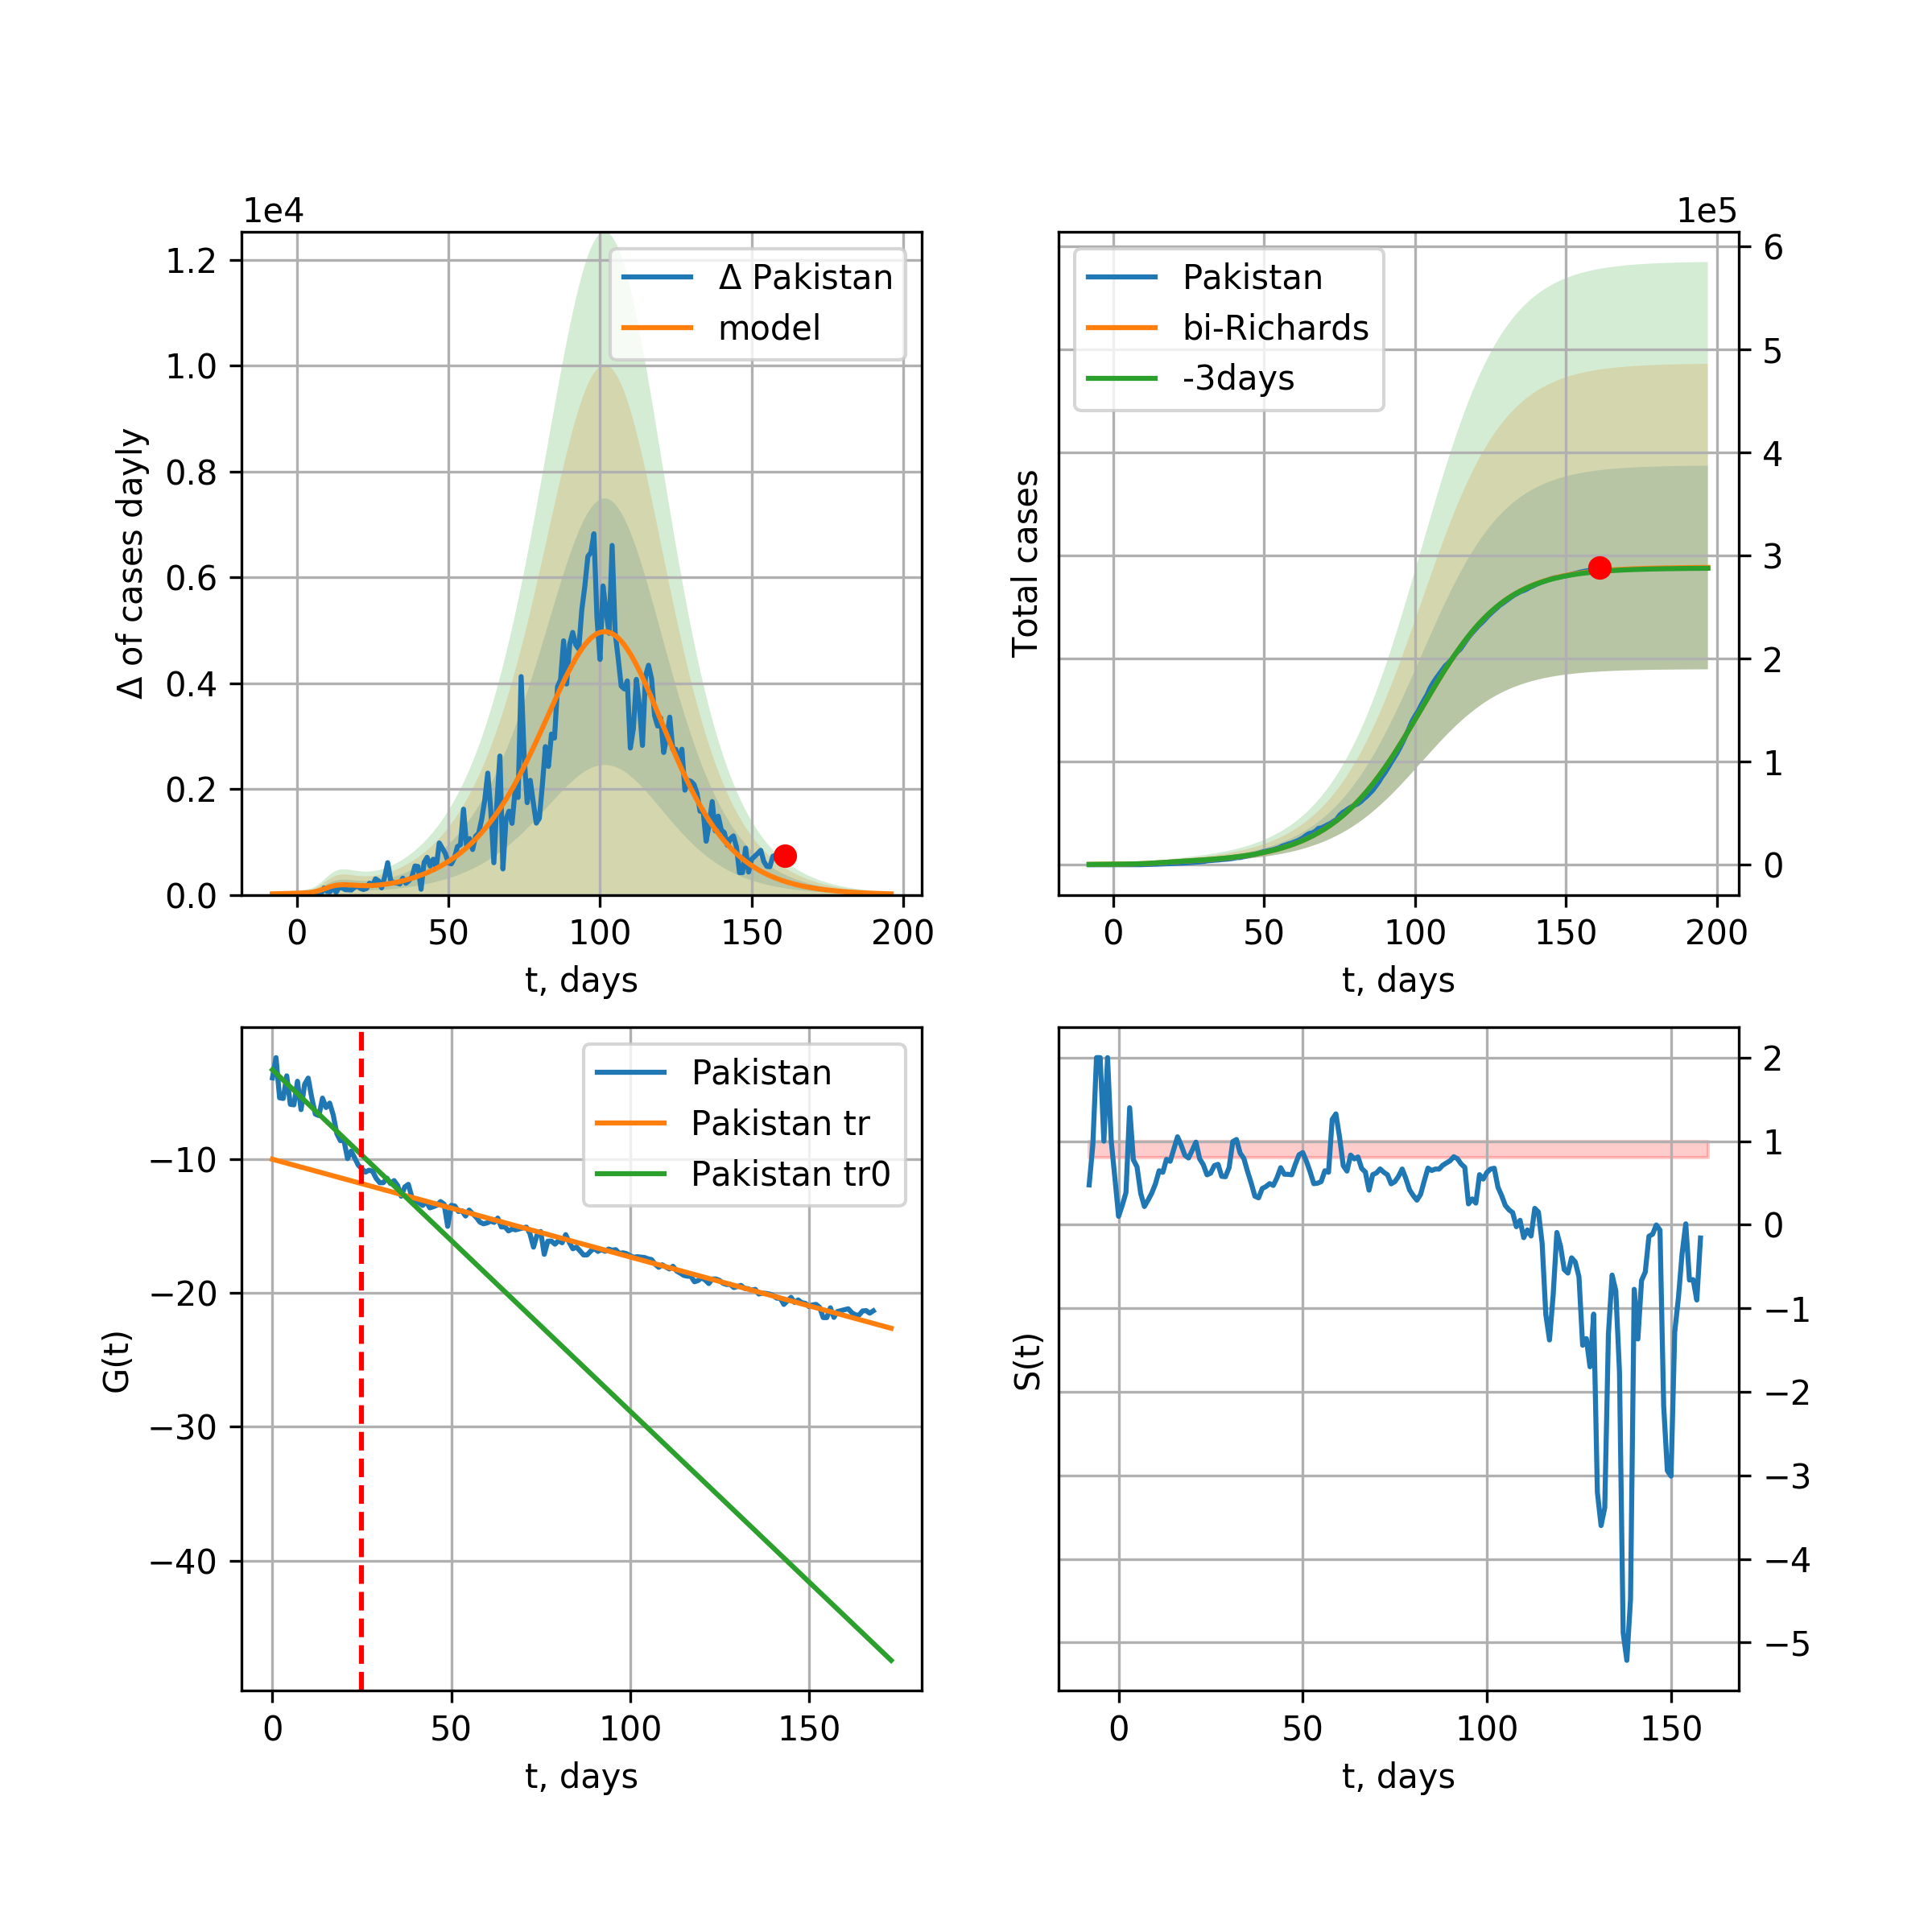 1e4
1.2
1.0
0.8
0.6
0.4
0.2
0.0
Δ of cases dayly
Δ Pakistan
model
0 50 100 150 200
t, days
1e5
6
5
4
3
2
1
0
Total cases
Pakistan
bi-Richards
-3days
0 50 100 150 200
t, days
−10
−20
−30
−40
G(t)
Pakistan
Pakistan tr
Pakistan tr0
0 50 100 150
t, days
2
1
0
−1
−2
−3
−4
−5
S(t)
0 50 100 150
t, days